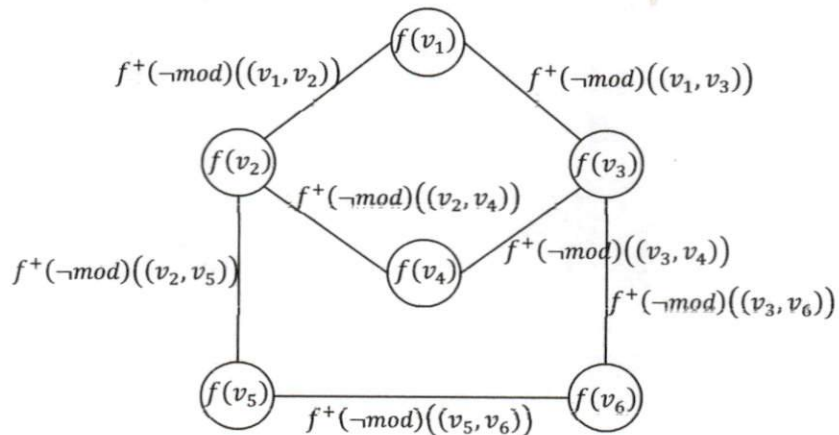 f(v₁)
f⁺(¬mod)((v₁, v₂))
f⁺(¬mod)((v₁, v₃))
f(v₂)
f(v₃)
f⁺(¬mod)((v₂, v₄))
f⁺(¬mod)((v₃, v₄))
f(v₄)
f⁺(¬mod)((v₂, v₅))
f⁺(¬mod)((v₃, v₆))
f(v₅)
f(v₆)
f⁺(¬mod)((v₅, v₆))